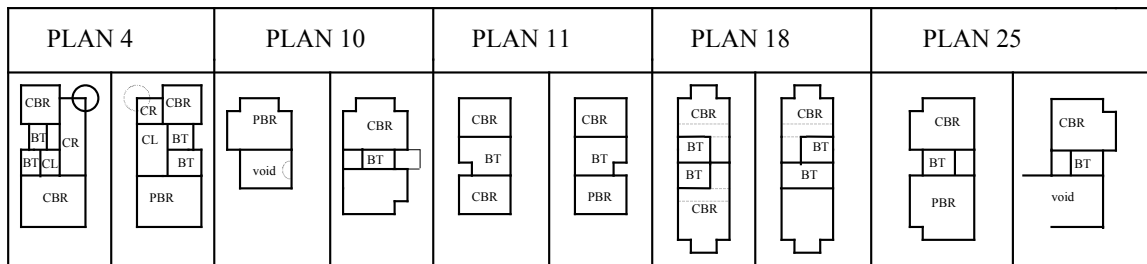 PLAN 4
PLAN 10
PLAN 11
PLAN 18
PLAN 25
CBR
BT
CR
BT
CL
CBR
CR
CBR
CL
BT
BT
PBR
PBR
void
CBR
BT
CBR
BT
CBR
CBR
BT
PBR
CBR
BT
BT
CBR
CBR
BT
BT
CBR
BT
PBR
CBR
BT
void